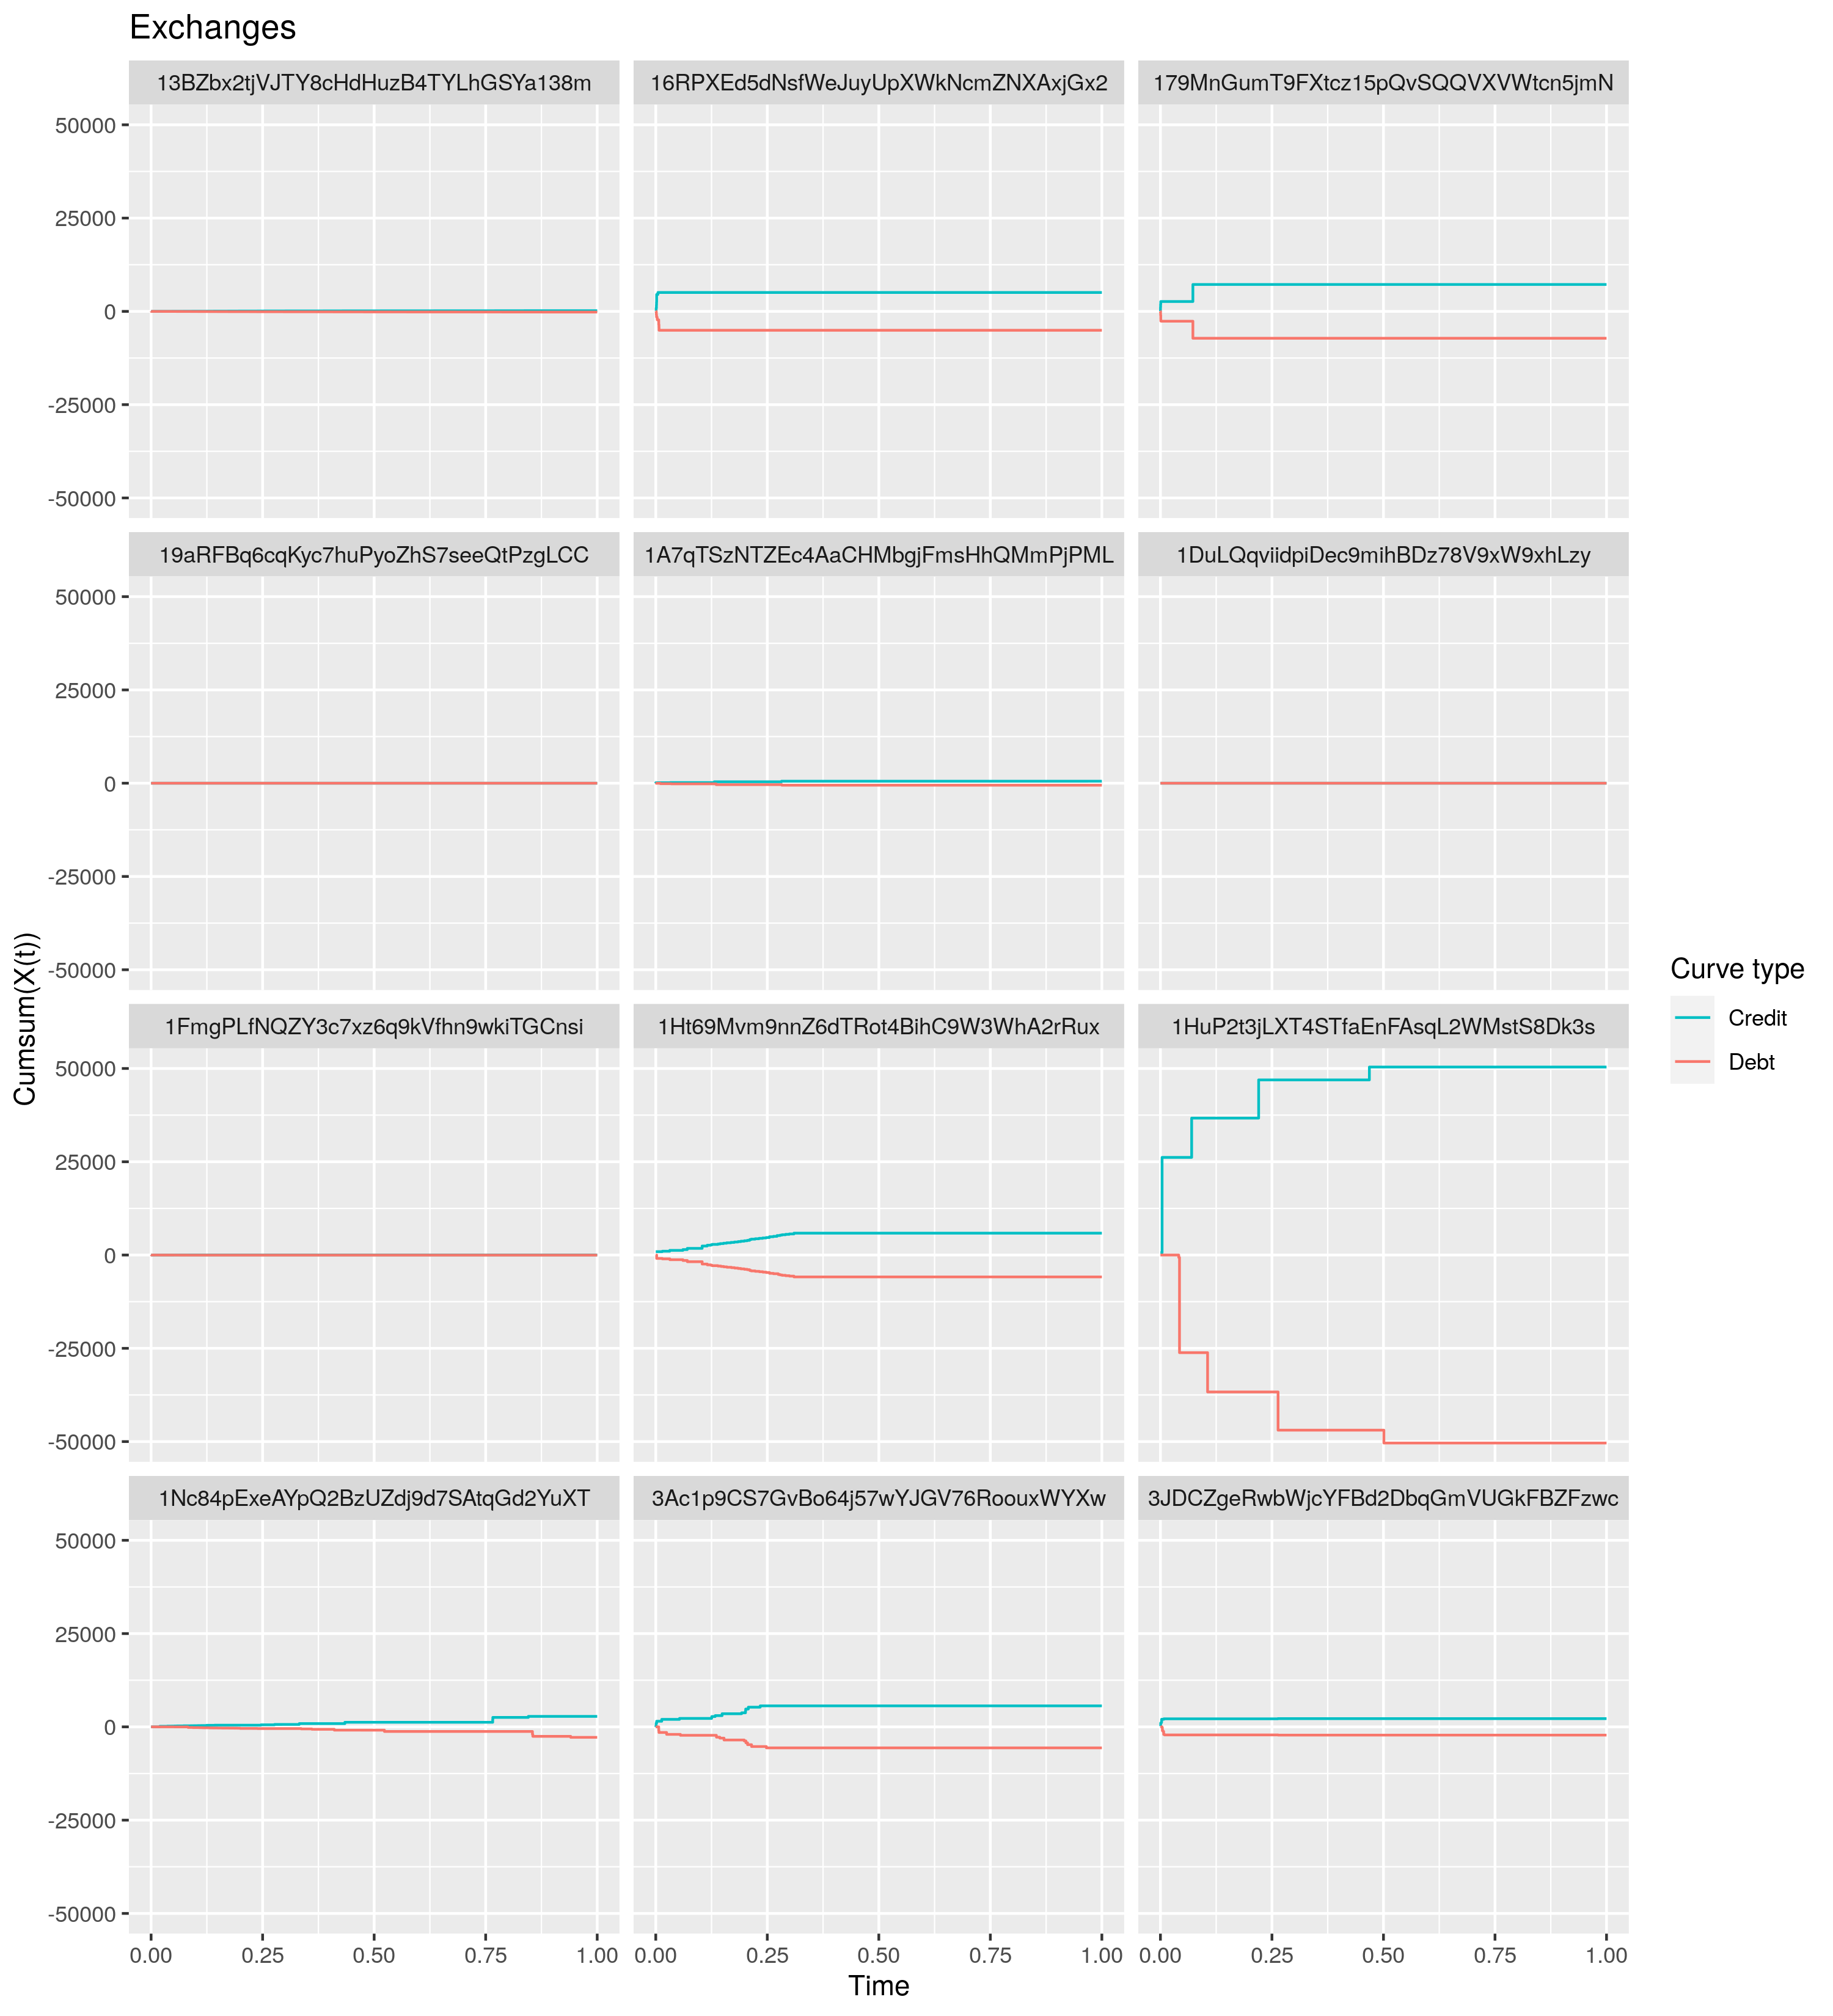 Exchanges
13BZbx2tjVJTY8cHdHuzB4TYLhGSYa138m
16RPXEd5dNsfWeJuyUpXWkNcmZNXAxjGx2
179MnGumT9FXtcz15pQvSQQVXVWtcn5jmN
50000
25000
0
-25000
-50000
19aRFBq6cqKyc7huPyoZhS7seeQtPzgLCC
1A7qTSzNTZEc4AaCHMbgjFmsHhQMmPjPML
1DuLQqviidpiDec9mihBDz78V9xW9xhLzy
50000
25000
0
-25000
-50000
Cumsum(X(t))
1FmgPLfNQZY3c7xz6q9kVfhn9wkiTGCnsi
1Ht69Mvm9nnZ6dTRot4BihC9W3WhA2rRux
1HuP2t3jLXT4STfaEnFAsqL2WMstS8Dk3s
50000
25000
0
-25000
-50000
Curve type
Credit
Debt
1Nc84pExeAYpQ2BzUZdj9d7SAtqGd2YuXT
3Ac1p9CS7GvBo64j57wYJGV76RoouxWYXw
3JDCZgeRwbWjcYFBd2DbqGmVUGkFBZFzwc
50000
25000
0
-25000
-50000
0.00 0.25 0.50 0.75 1.00
0.00 0.25 0.50 0.75 1.00
0.00 0.25 0.50 0.75 1.00
Time